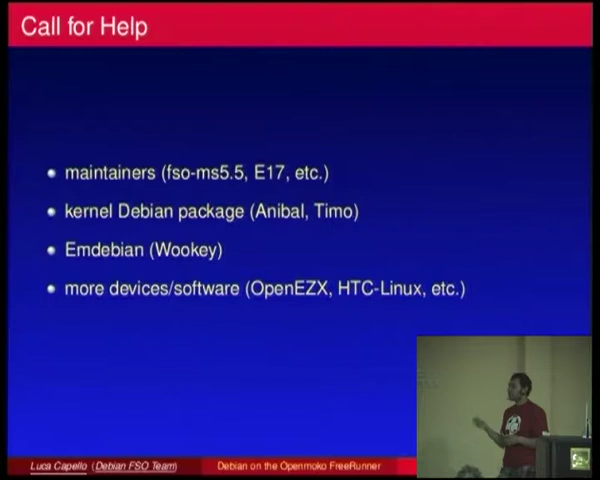 Call for Help
maintainers (fso-ms5.5, E17, etc.)
kernel Debian package (Anibal, Timo)
Emdebian (Wookey)
more devices/software (OpenEZX, HTC-Linux, etc.)
Luca Capello (Debian FSO Team) Debian on the Openmoko FreeRunner